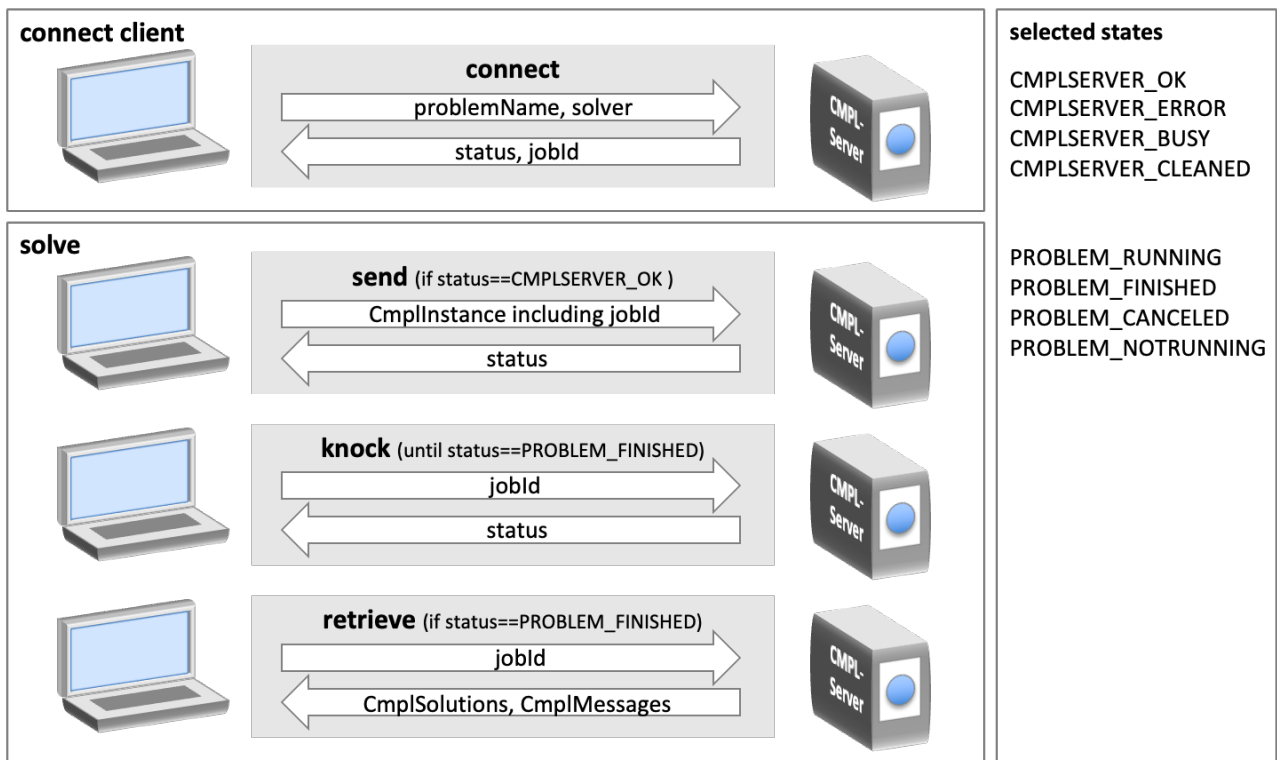 connect client
connect
problemName, solver
status, jobId
CMPL-
Server
solve
send (if status==CMPLSERVER_OK )
CmplInstance including jobId
status
CMPL-
Server
knock (until status==PROBLEM_FINISHED)
jobId
status
CMPL-
Server
retrieve (if status==PROBLEM_FINISHED)
jobId
CmplSolutions, CmplMessages
CMPL-
Server
selected states
CMPLSERVER_OK
CMPLSERVER_ERROR
CMPLSERVER_BUSY
CMPLSERVER_CLEANED
PROBLEM_RUNNING
PROBLEM_FINISHED
PROBLEM_CANCELED
PROBLEM_NOTRUNNING